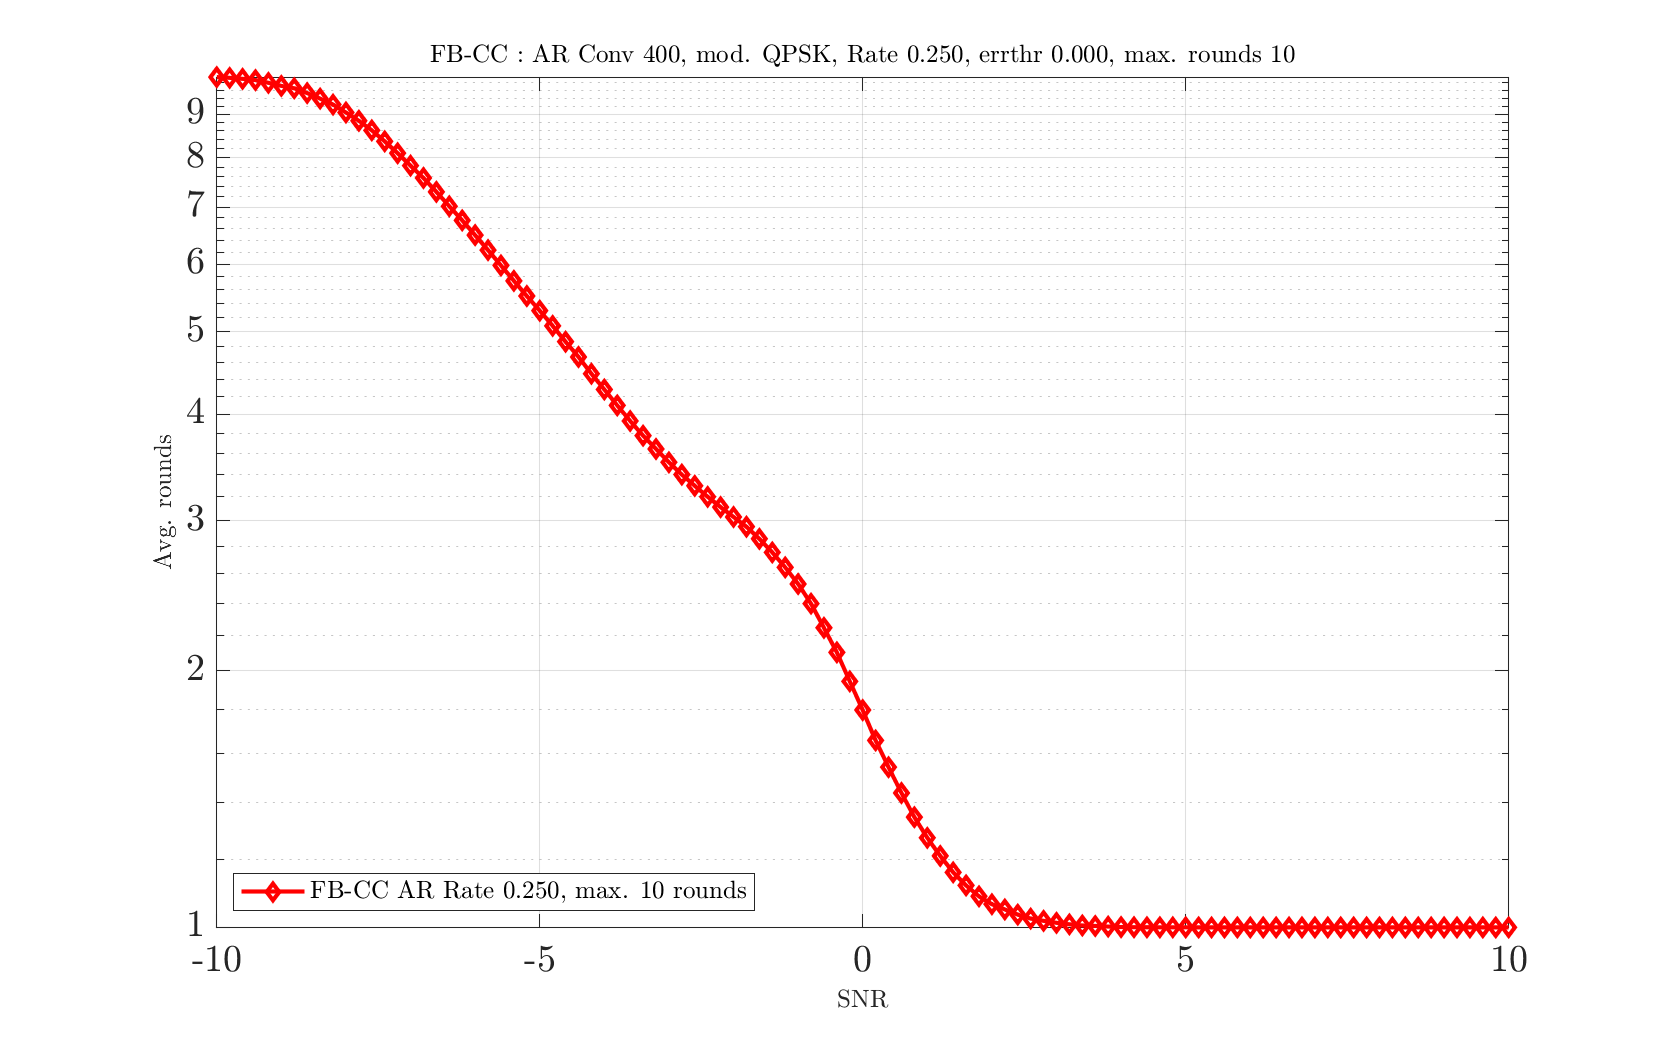 FB-CC : AR Conv 400, mod. QPSK, Rate 0.250, errthr 0.000, max. rounds 10
9
8
7
6
5
4
3
2
1
Avg. rounds
FB-CC AR Rate 0.250, max. 10 rounds
-10 -5 0 5 10
SNR